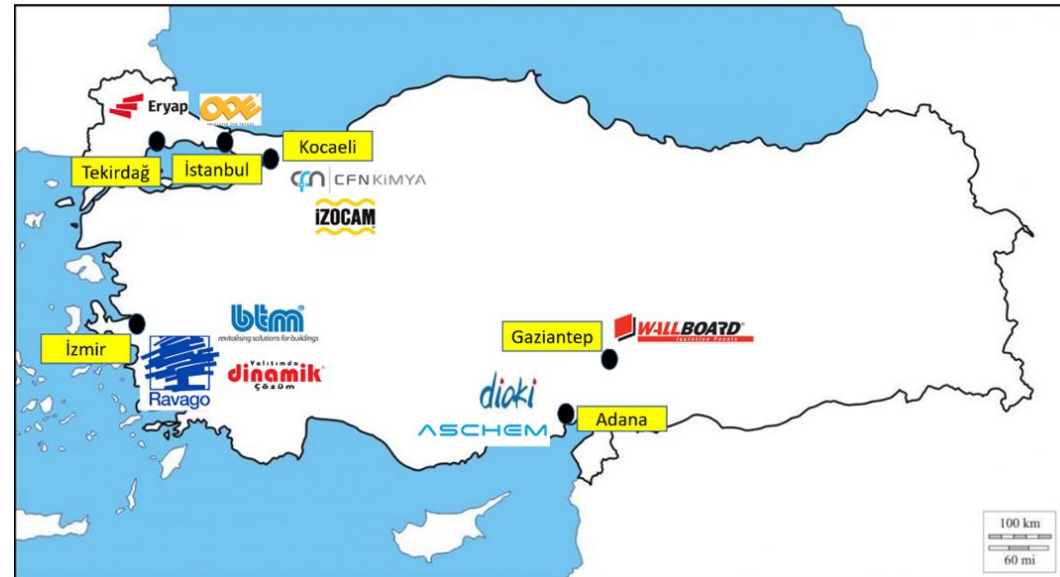 Eryap
ODE
Tekirdağ
İstanbul
Kocaeli
CFN KİMYA
İZOCAM
btm®
revitalising solutions for buildings
Yalıtımda
dinamik®
Çözüm
İzmir
Ravago
Gaziantep
WALLBOARD®
Insulation Panels
dioki
ASCHEM
Adana
100 km
60 mi